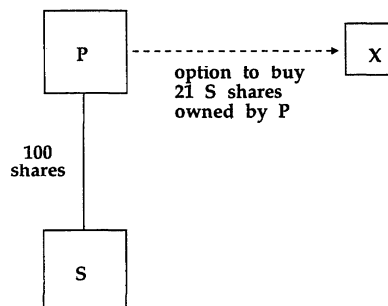 P
X
option to buy
21 S shares
owned by P
100
shares
S